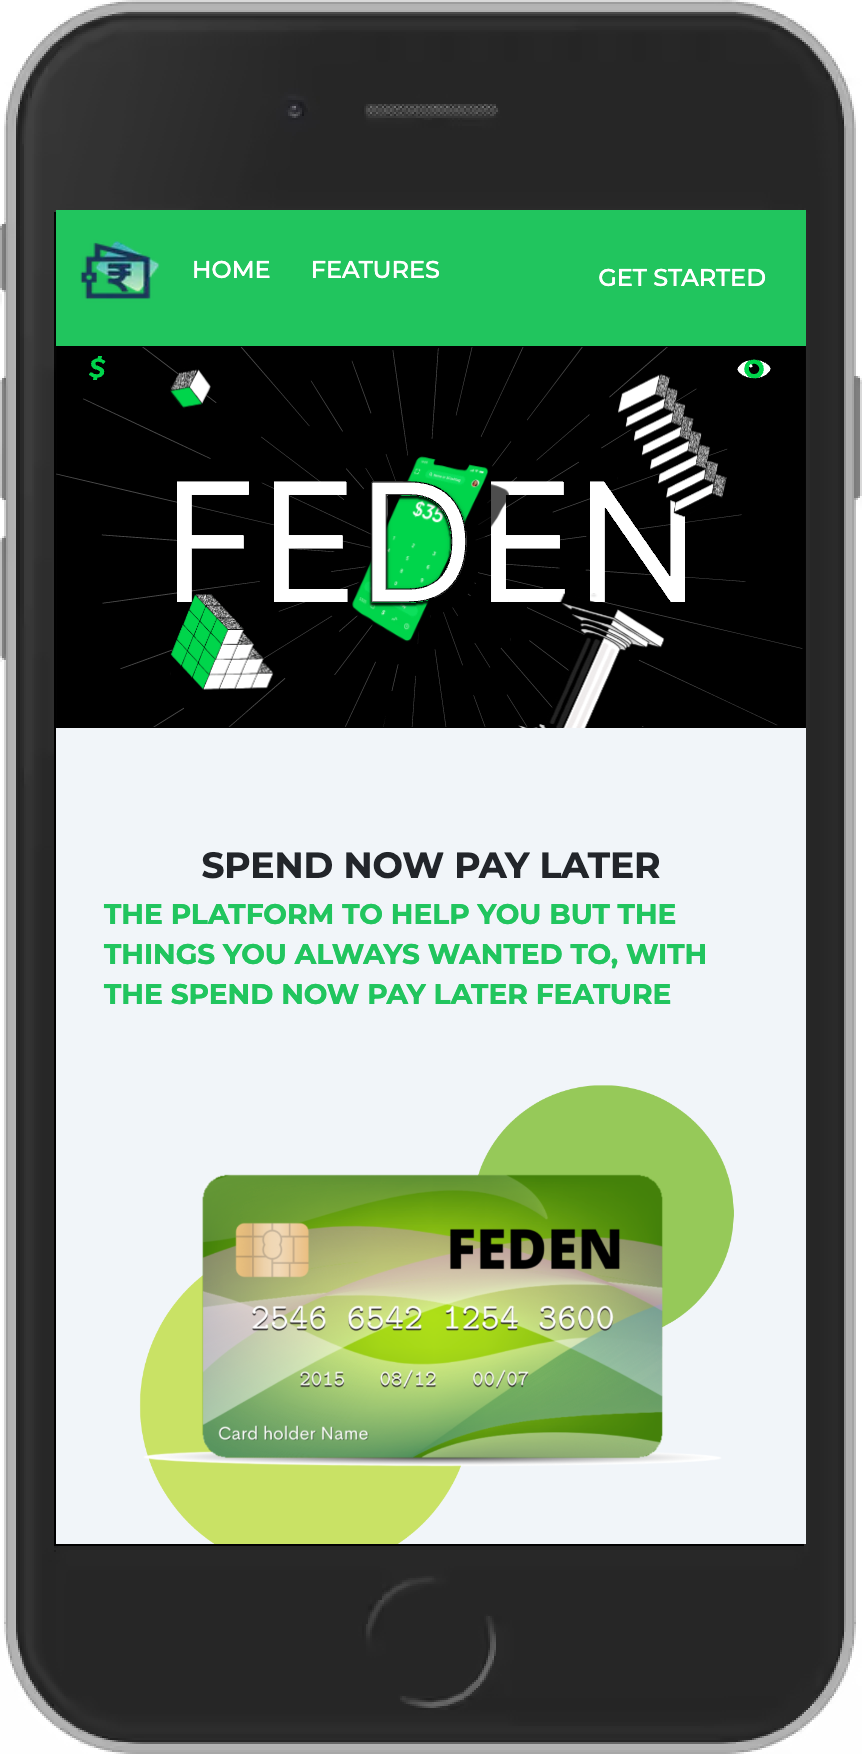 HOME FEATURES GET STARTED
$
FEDEN
$35
SPEND NOW PAY LATER
THE PLATFORM TO HELP YOU BUT THE
THINGS YOU ALWAYS WANTED TO, WITH
THE SPEND NOW PAY LATER FEATURE
FEDEN
2546 6542 1254 3600
2015 08/12 00/07
Card holder Name